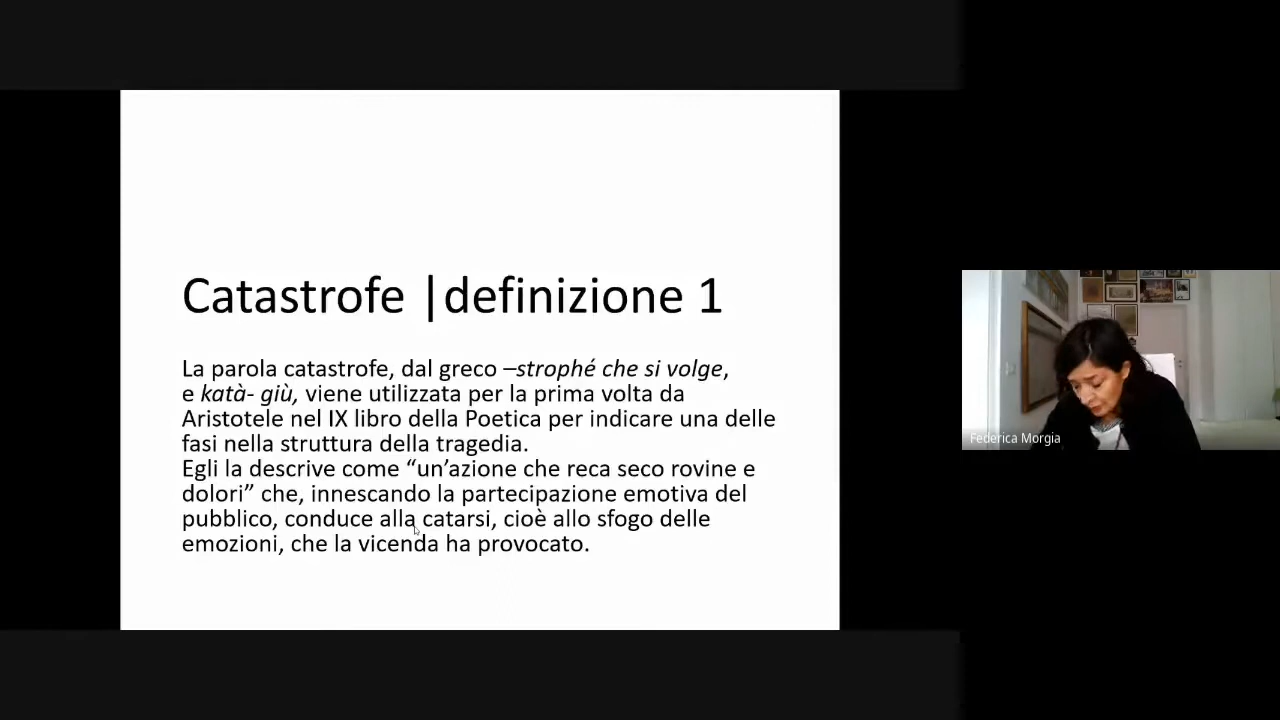 Catastrofe |definizione 1
La parola catastrofe, dal greco –strophé che si volge,
e katà- giù, viene utilizzata per la prima volta da
Aristotele nel IX libro della Poetica per indicare una delle
fasi nella struttura della tragedia.
Egli la descrive come “un’azione che reca seco rovine e
dolori” che, innescando la partecipazione emotiva del
pubblico, conduce alla catarsi, cioè allo sfogo delle
emozioni, che la vicenda ha provocato.
Federica Morgia